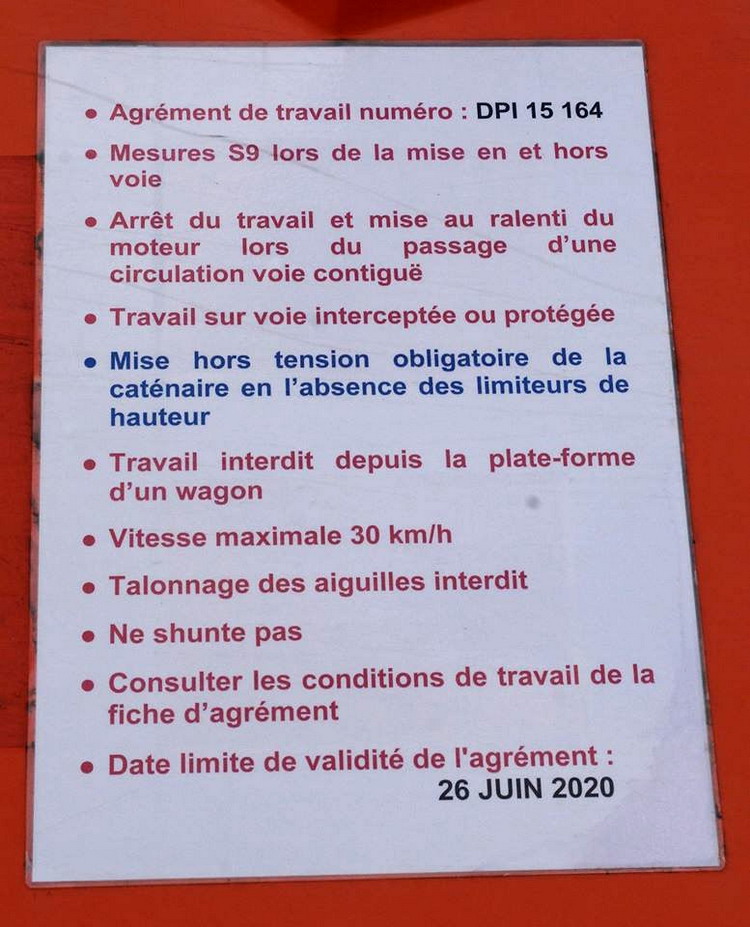 • Agrément de travail numéro : DPI 15 164
• Mesures S9 lors de la mise en et hors
voie
• Arrêt du travail et mise au ralenti du
moteur lors du passage d’une
circulation voie contiguë
• Travail sur voie interceptée ou protégée
• Mise hors tension obligatoire de la
caténaire en l’absence des limiteurs de
hauteur
• Travail interdit depuis la plate-forme
d’un wagon
• Vitesse maximale 30 km/h
• Talonnage des aiguilles interdit
• Ne shunte pas
• Consulter les conditions de travail de la
fiche d’agrément
• Date limite de validité de l'agrément :
26 JUIN 2020